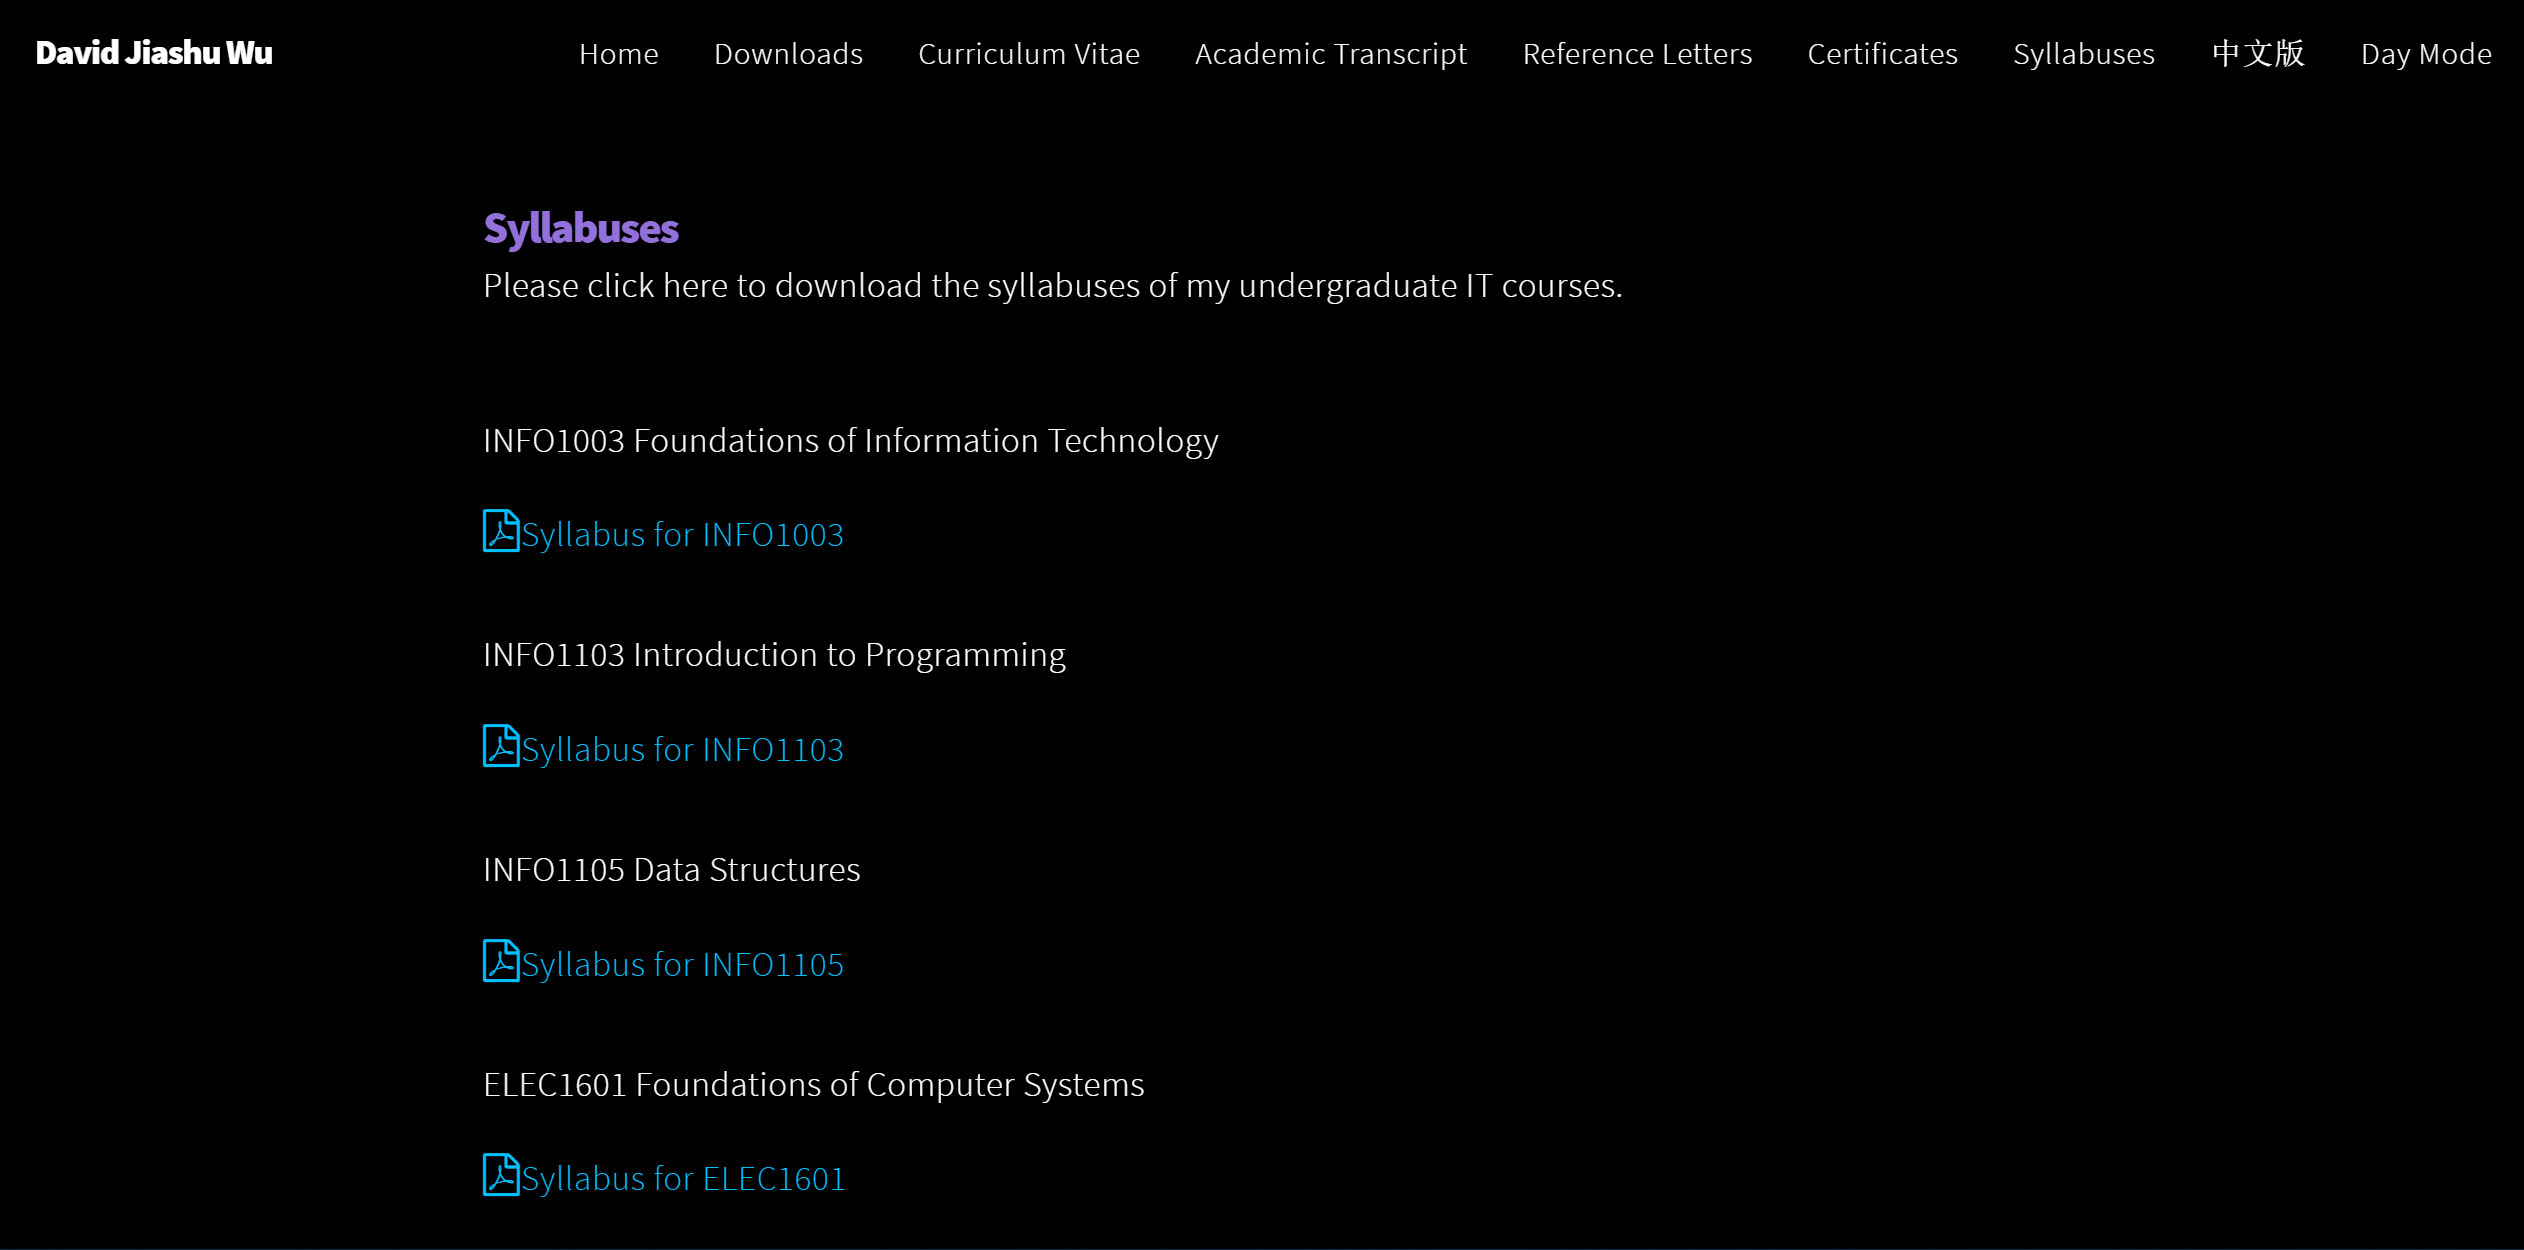 David Jiashu Wu
Home Downloads Curriculum Vitae Academic Transcript Reference Letters Certificates Syllabuses 中文版 Day Mode
Syllabuses
Please click here to download the syllabuses of my undergraduate IT courses.
INFO1003 Foundations of Information Technology
Syllabus for INFO1003
INFO1103 Introduction to Programming
Syllabus for INFO1103
INFO1105 Data Structures
Syllabus for INFO1105
ELEC1601 Foundations of Computer Systems
Syllabus for ELEC1601